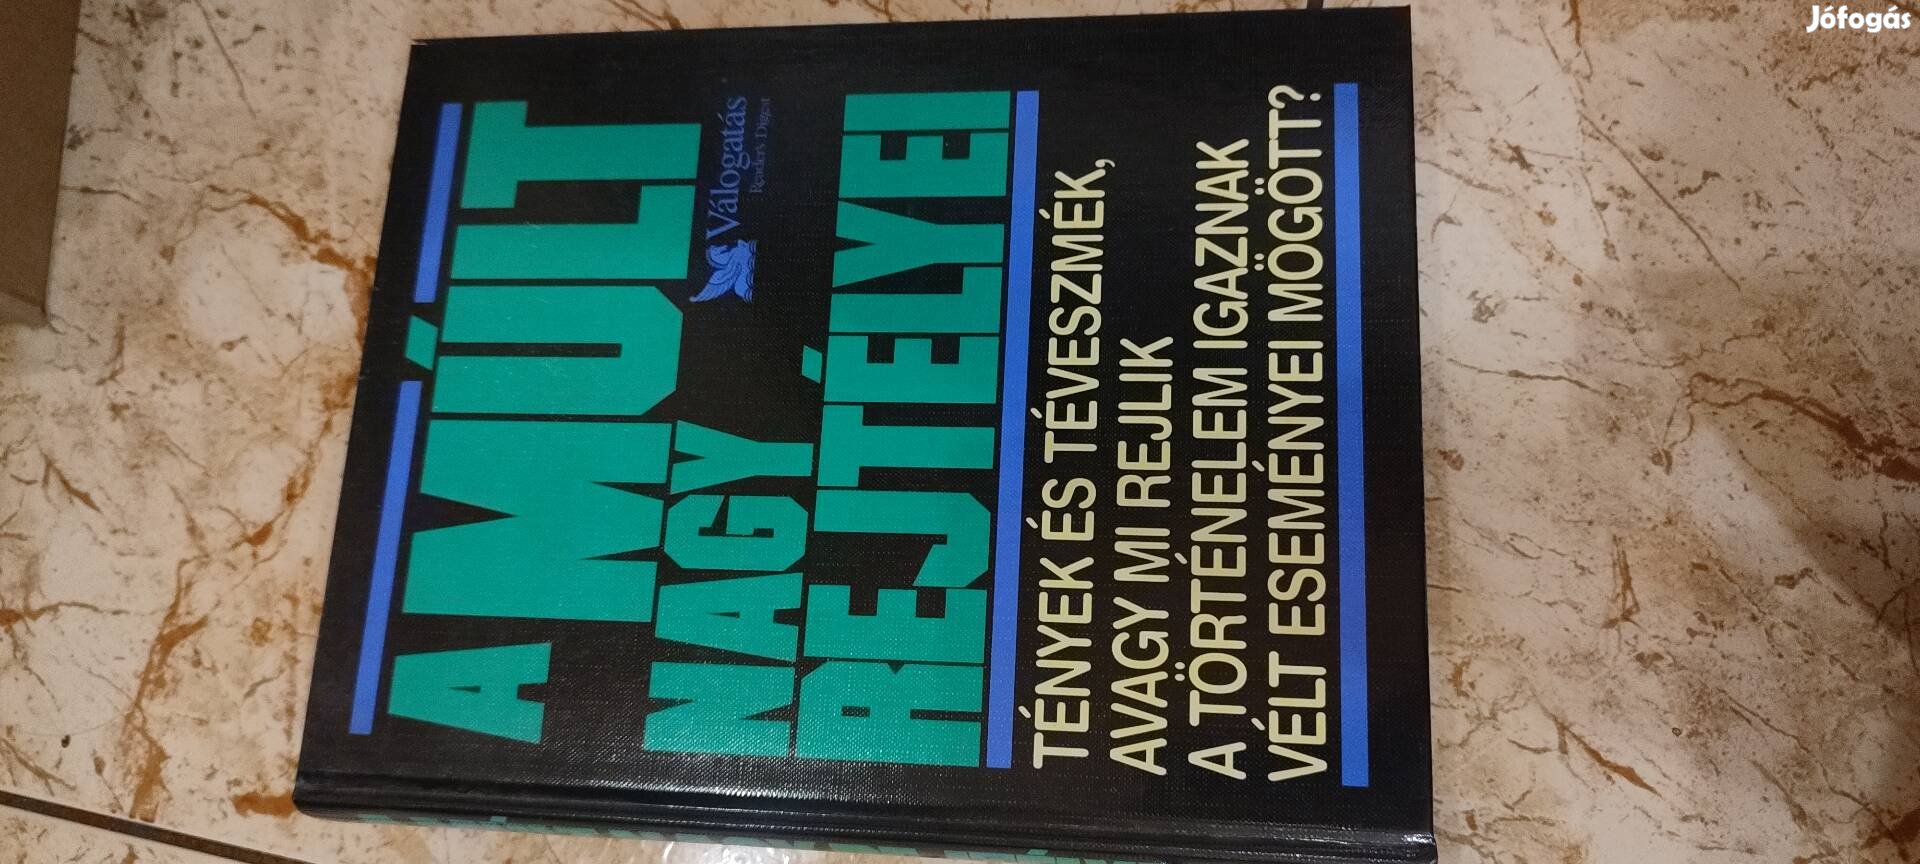 A MÚLT
NAGY
Válogatás
Reader's Digest
REJTÉLYEI
TÉNYEK ÉS TÉVESZMÉK,
AVAGY MI REJLIK
A TÖRTÉNELEM IGAZNAK
VÉLT ESEMÉNYEI MÖGÖTT?
Jófogás